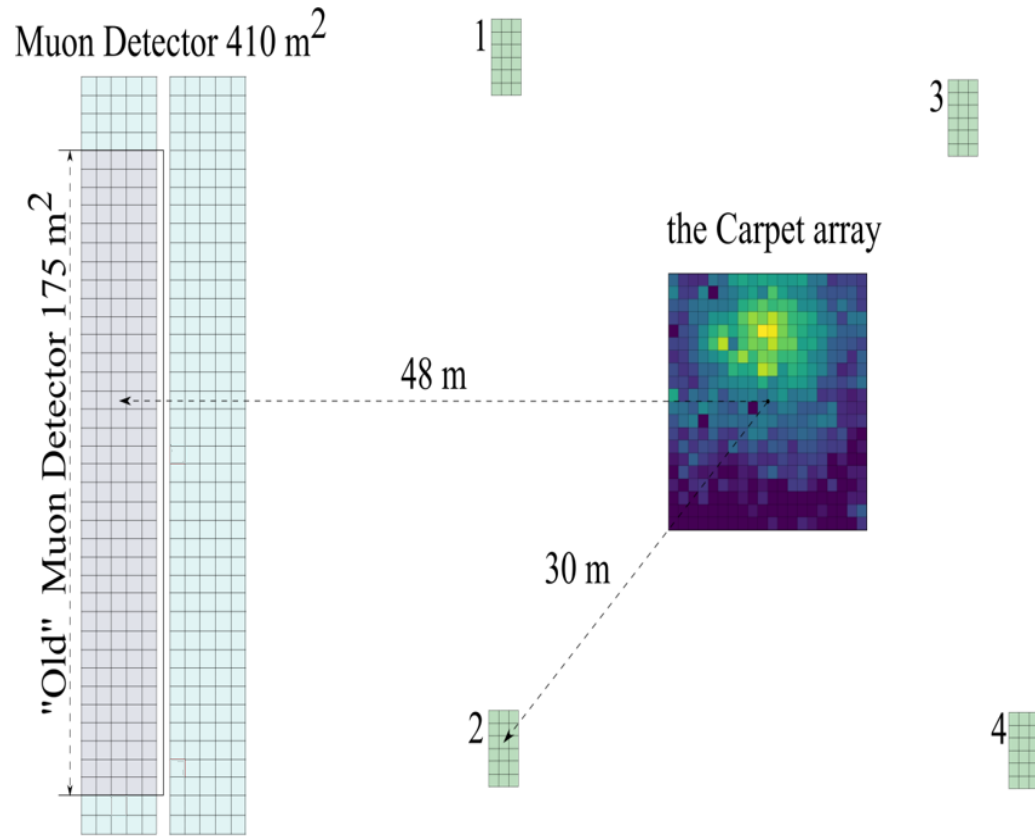 Muon Detector 410 m²
1
3
"Old" Muon Detector 175 m²
the Carpet array
48 m
30 m
2
4